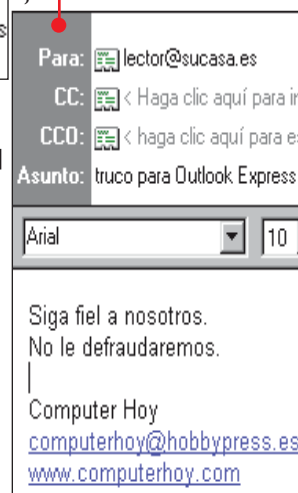 Para: lector@sucasa.es
CC: < Haga clic aquí para
CCO: < haga clic aquí para
Asunto: truco para Outlook Express
Arial 10
Siga fiel a nosotros.
No le defraudaremos.
Computer Hoy
computerhoy@hobbypress.es
www.computerhoy.com